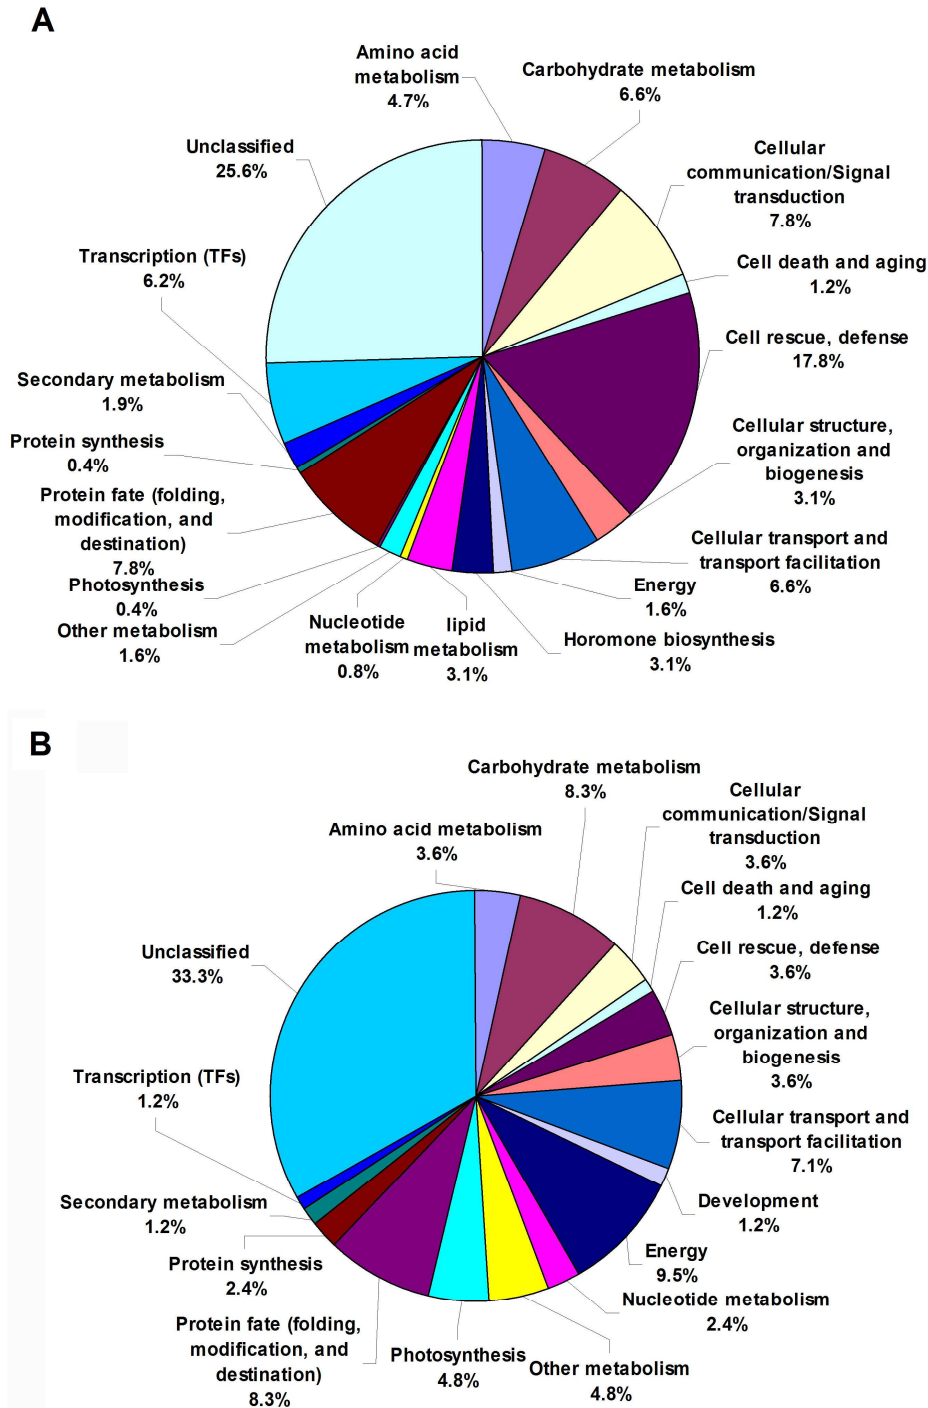 A
Amino acid
metabolism
4.7%
Carbohydrate metabolism
6.6%
Cellular
communication/Signal
transduction
7.8%
Cell death and aging
1.2%
Cell rescue, defense
17.8%
Cellular structure,
organization and
biogenesis
3.1%
Cellular transport and
transport facilitation
6.6%
Energy
1.6%
Horomone biosynthesis
3.1%
lipid
metabolism
3.1%
Nucleotide
metabolism
0.8%
Other metabolism
1.6%
Photosynthesis
0.4%
Protein fate (folding,
modification, and
destination)
7.8%
Protein synthesis
0.4%
Secondary metabolism
1.9%
Transcription (TFs)
6.2%
Unclassified
25.6%
B
Amino acid metabolism
3.6%
Carbohydrate metabolism
8.3%
Cellular
communication/Signal
transduction
3.6%
Cell death and aging
1.2%
Cell rescue, defense
3.6%
Cellular structure,
organization and
biogenesis
3.6%
Cellular transport and
transport facilitation
7.1%
Development
1.2%
Energy
9.5%
Nucleotide metabolism
2.4%
Other metabolism
4.8%
Photosynthesis
4.8%
Protein fate (folding,
modification, and
destination)
8.3%
Protein synthesis
2.4%
Secondary metabolism
1.2%
Transcription (TFs)
1.2%
Unclassified
33.3%